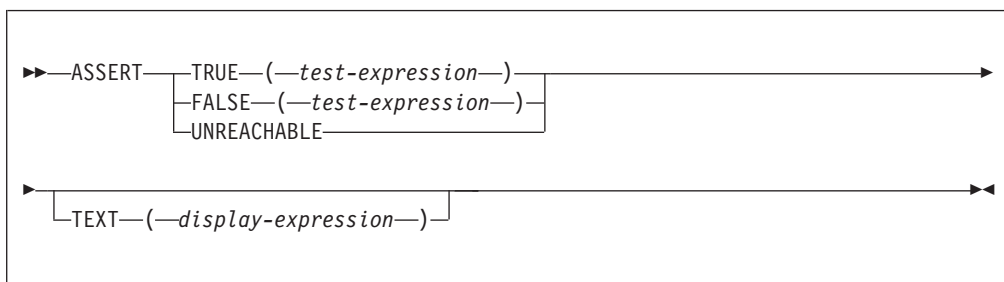 ASSERT TRUE ( test-expression )
FALSE ( test-expression )
UNREACHABLE
TEXT ( display-expression )